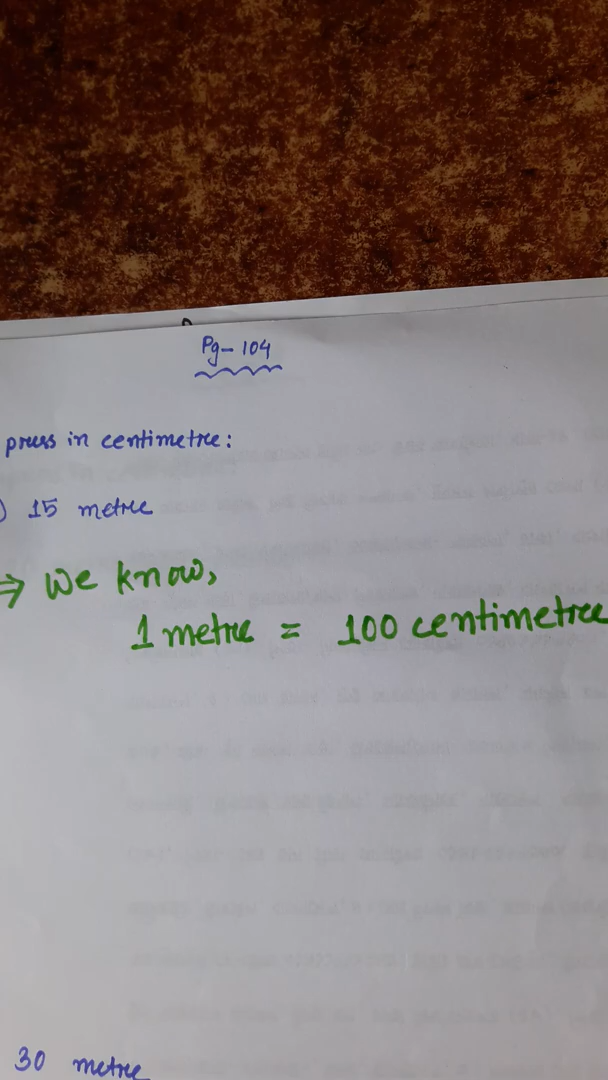 Pg- 104
press in centimetre:
) 15 metre
⇒ We know,
1 metre = 100 centimetre
30 metre